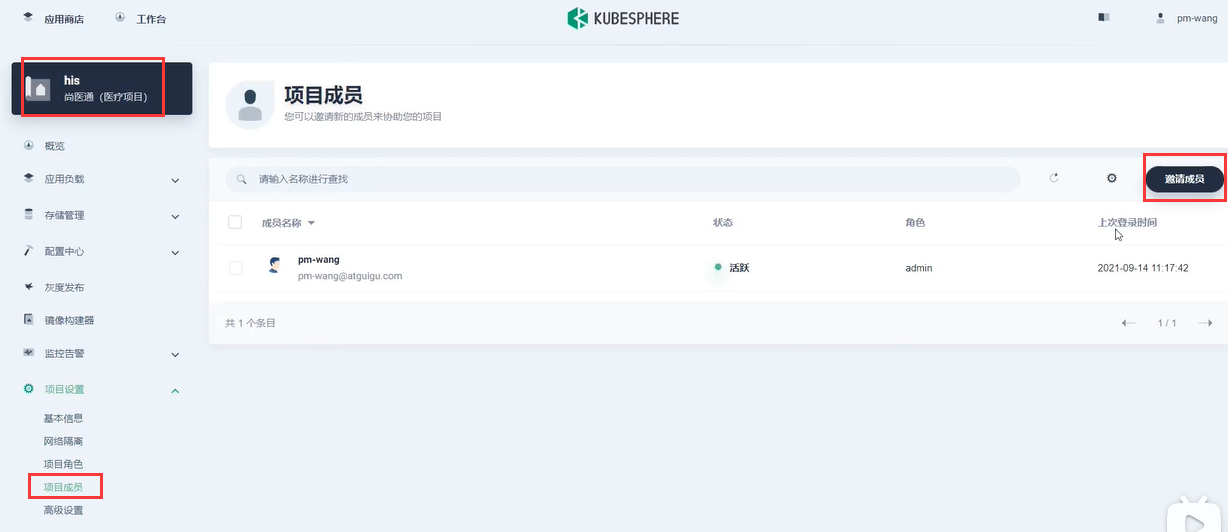 应用商店
工作台
KUBESPHERE
pm-wang
his
尚医通（医疗项目）
概览
应用负载
存储管理
配置中心
灰度发布
镜像构建器
监控告警
项目设置
基本信息
网络隔离
项目角色
项目成员
高级设置
项目成员
您可以邀请新的成员来协助您的项目
请输入名称进行查找
邀请成员
成员名称 状态 角色 上次登录时间
pm-wang
pm-wang@atguigu.com
活跃 admin 2021-09-14 11:17:42
共 1 个条目
1 / 1